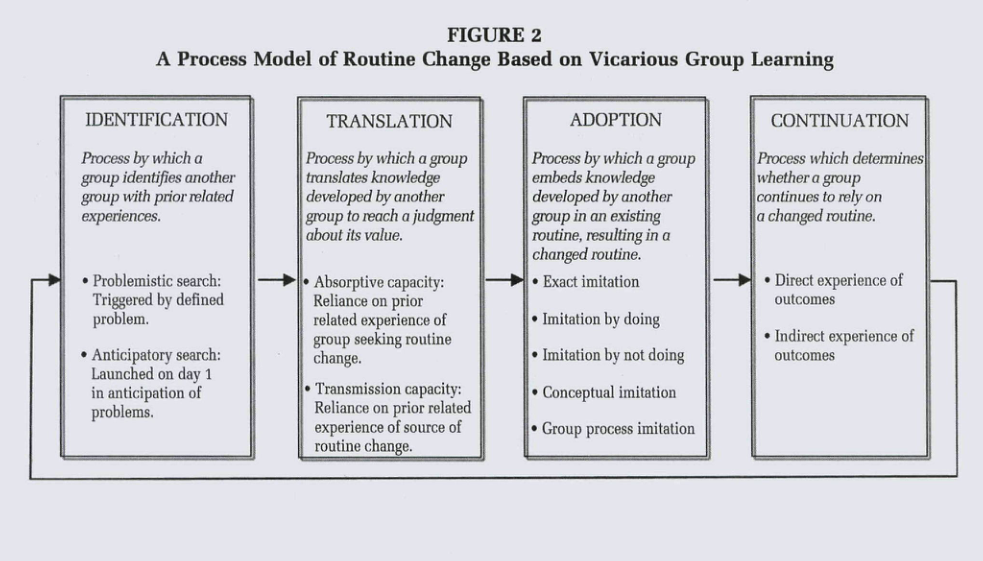 FIGURE 2
A Process Model of Routine Change Based on Vicarious Group Learning
IDENTIFICATION
Process by which a
group identifies another
group with prior related
experiences.
• Problemistic search:
Triggered by defined
problem.
• Anticipatory search:
Launched on day 1
in anticipation of
problems.
TRANSLATION
Process by which a group
translates knowledge
developed by another
group to reach a judgment
about its value.
• Absorptive capacity:
Reliance on prior
related experience of
group seeking routine
change.
• Transmission capacity:
Reliance on prior related
experience of source of
routine change.
ADOPTION
Process by which a group
embeds knowledge
developed by another
group in an existing
routine, resulting in a
changed routine.
• Exact imitation
• Imitation by doing
• Imitation by not doing
• Conceptual imitation
• Group process imitation
CONTINUATION
Process which determines
whether a group
continues to rely on
a changed routine.
• Direct experience of
outcomes
• Indirect experience of
outcomes